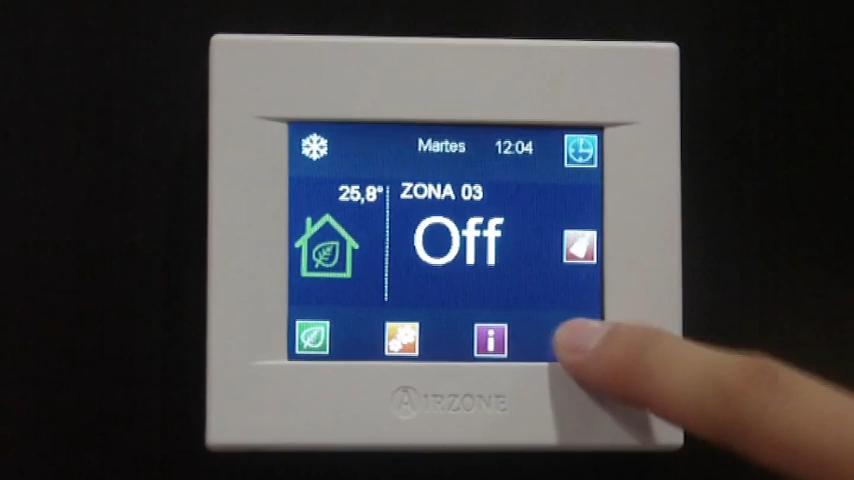 Martes 12:04
25,8°
ZONA 03
Off
i
AIRZONE